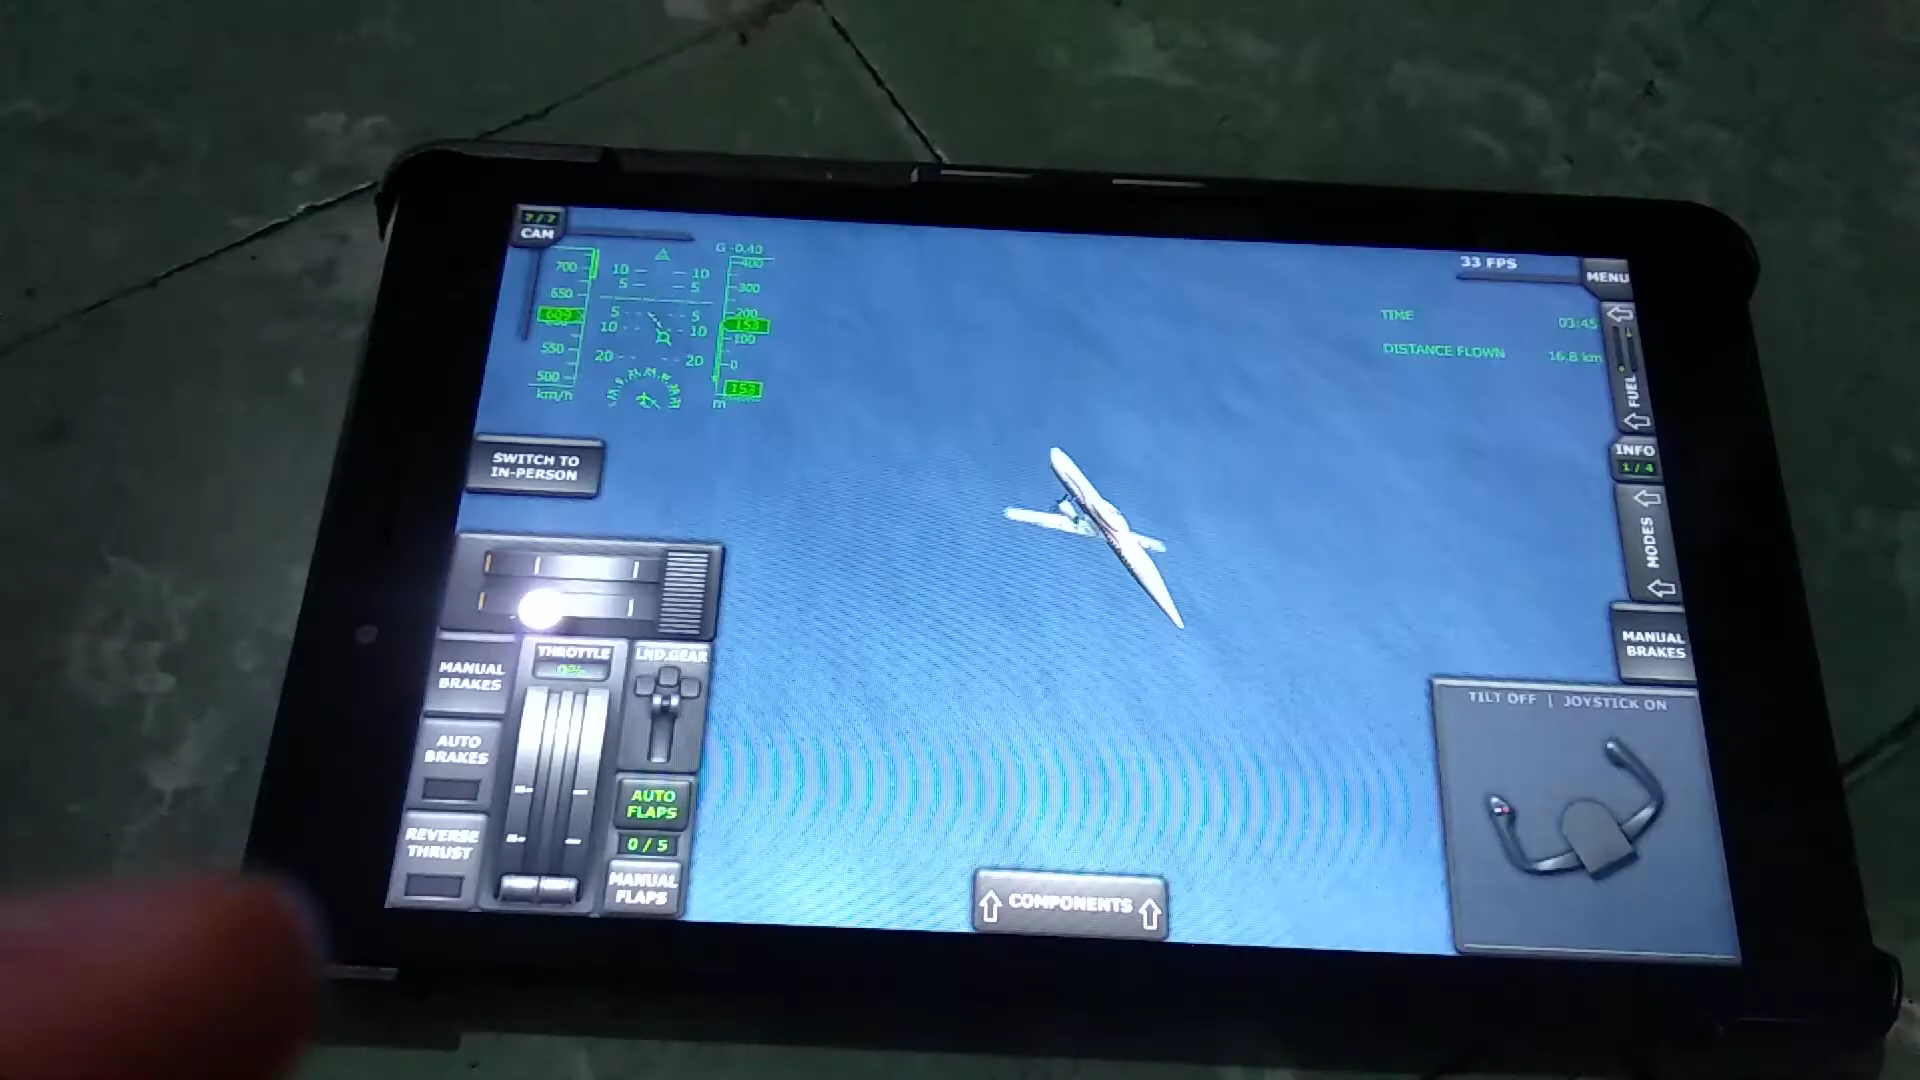 7/7
CAM
G -0.40
700
650
609
550
500
km/h
10 10
5 5
5 5
10 10
20 20
400
300
200
153
100
0
153
m
33 FPS
MENU
TIME 03:45
DISTANCE FLOWN 16.8 km
FUEL
INFO
1/4
MODES
SWITCH TO
IN-PERSON
MANUAL
BRAKES
THROTTLE
0%
LND.GEAR
MANUAL
BRAKES
AUTO
BRAKES
REVERSE
THRUST
AUTO
FLAPS
0/5
MANUAL
FLAPS
COMPONENTS
TILT OFF | JOYSTICK ON